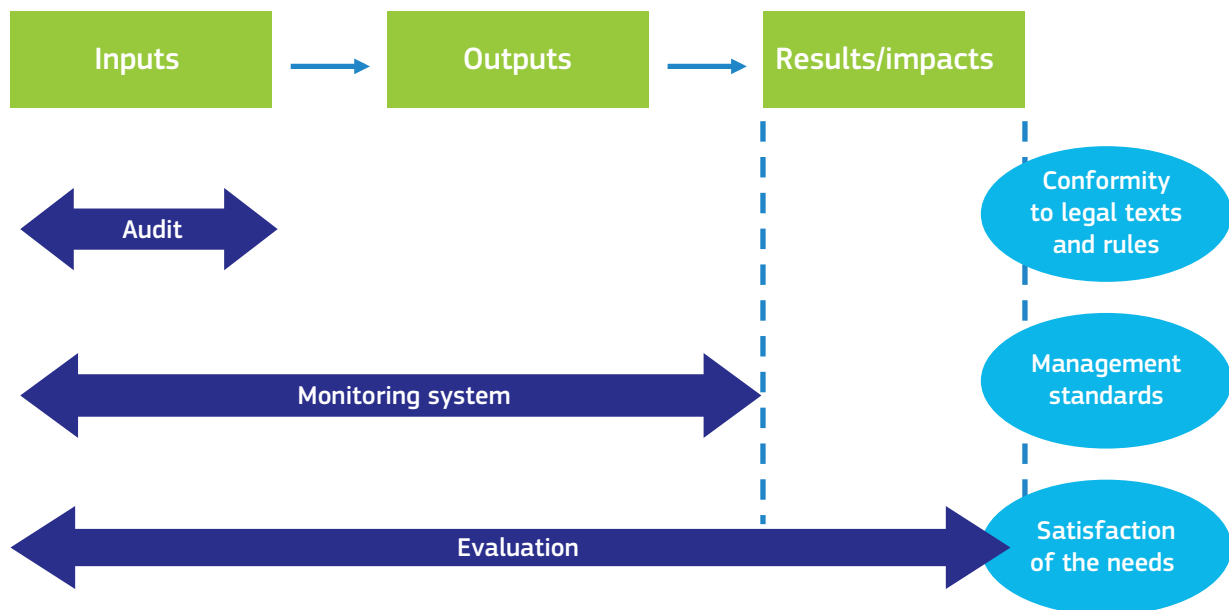 Inputs
Outputs
Results/impacts
Audit
Conformity
to legal texts
and rules
Monitoring system
Management
standards
Evaluation
Satisfaction
of the needs